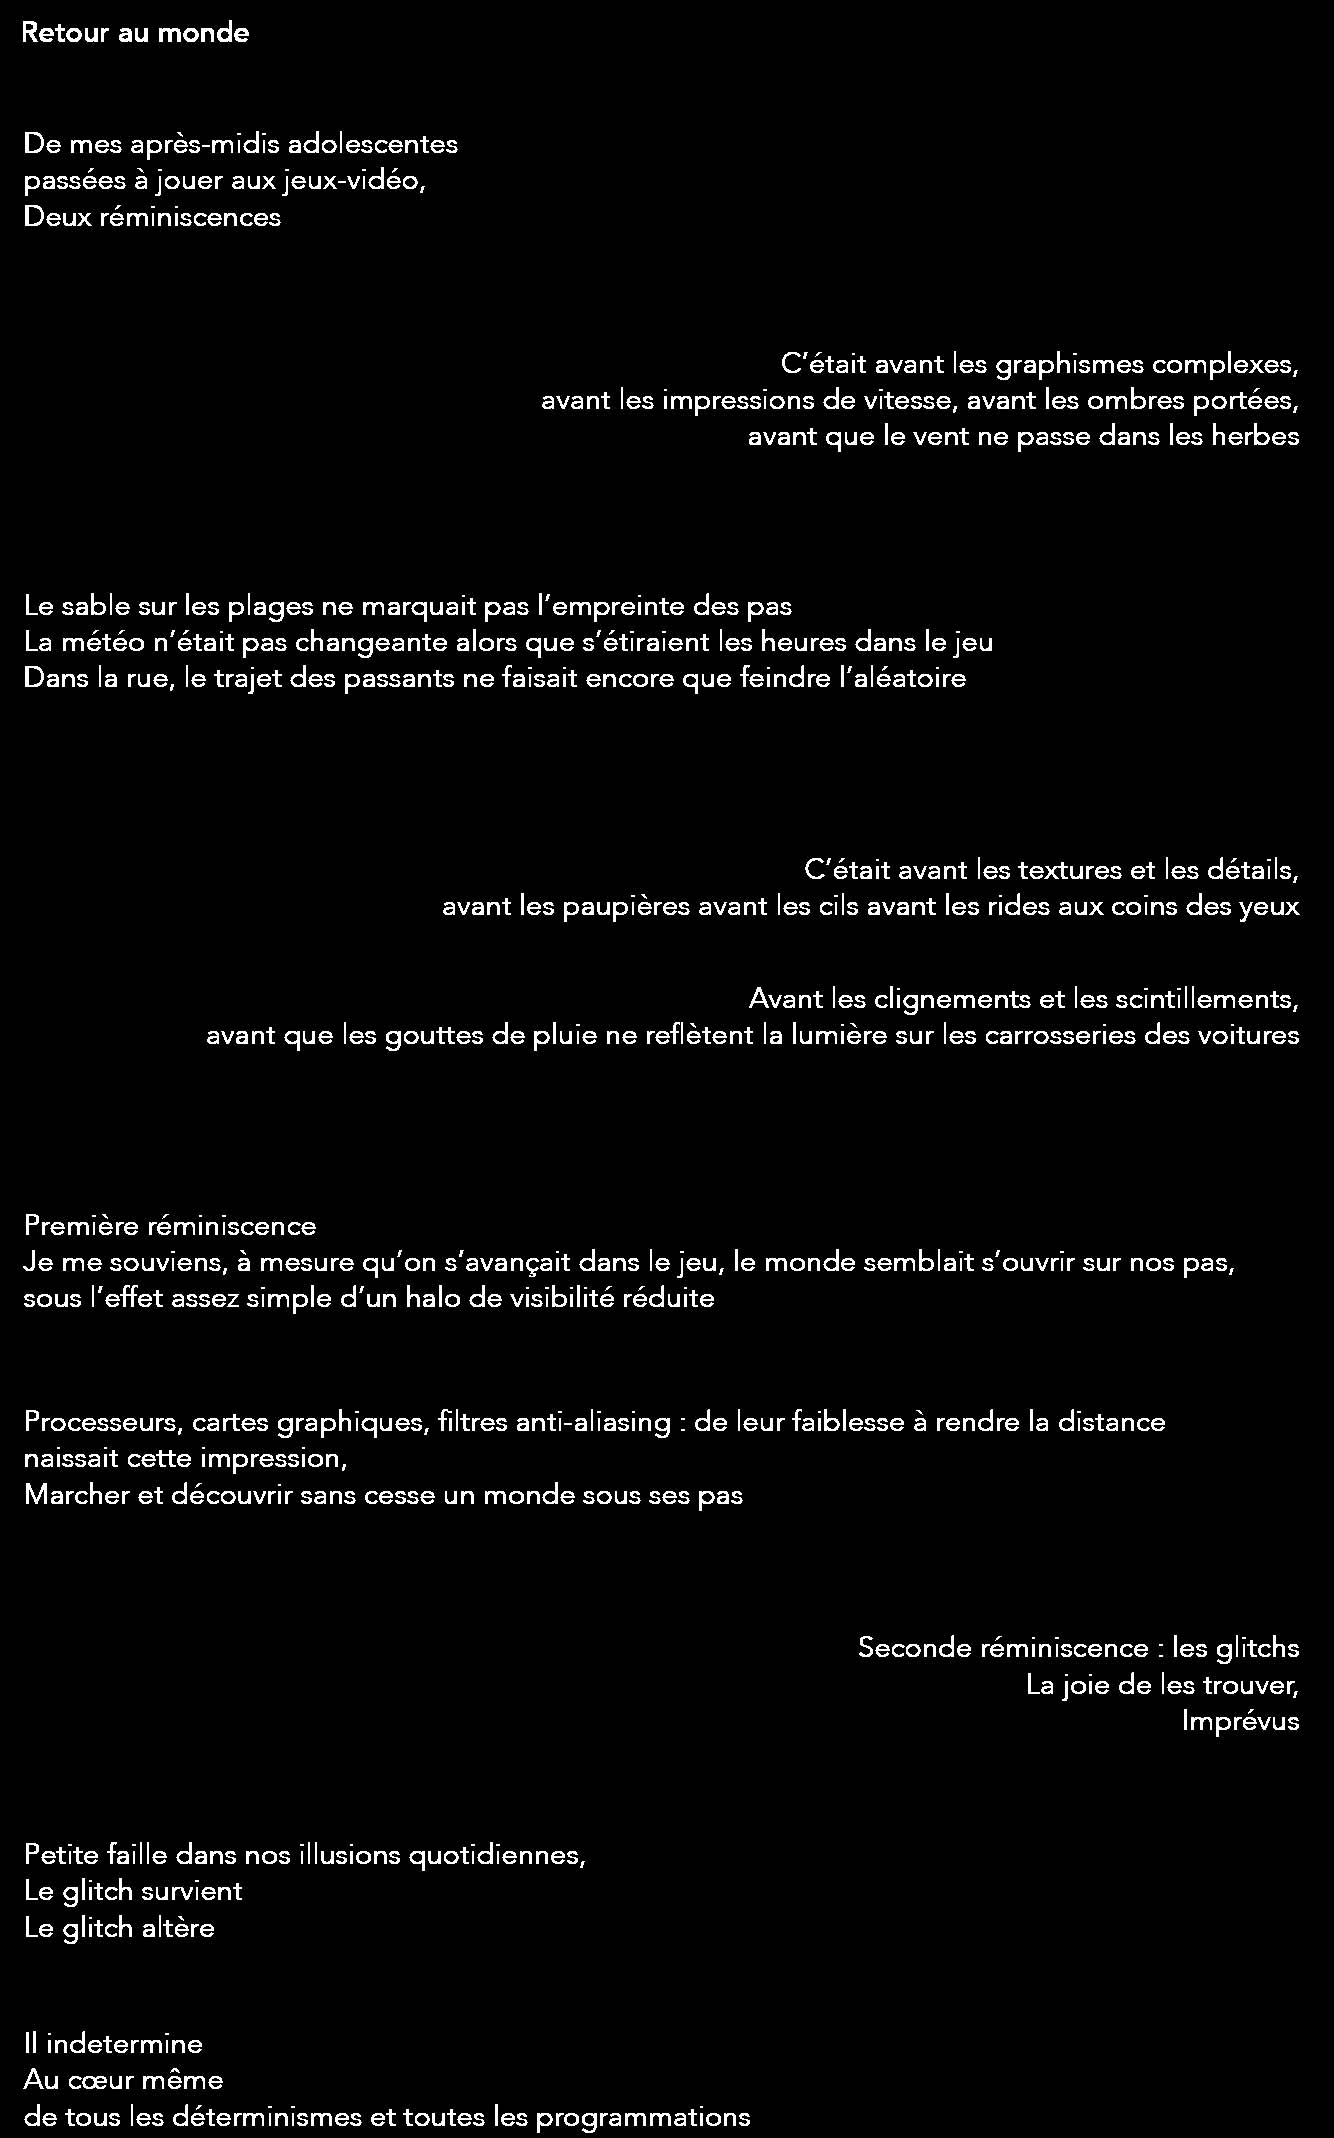 Retour au monde
De mes après-midis adolescentes
passées à jouer aux jeux-vidéo,
Deux réminiscences
C'était avant les graphismes complexes,
avant les impressions de vitesse, avant les ombres portées,
avant que le vent ne passe dans les herbes
Le sable sur les plages ne marquait pas l'empreinte des pas
La météo n'était pas changeante alors que s'étiraient les heures dans le jeu
Dans la rue, le trajet des passants ne faisait encore que feindre l'aléatoire
C'était avant les textures et les détails,
avant les paupières avant les cils avant les rides aux coins des yeux
Avant les clignements et les scintillements,
avant que les gouttes de pluie ne reflètent la lumière sur les carrosseries des voitures
Première réminiscence
Je me souviens, à mesure qu'on s'avançait dans le jeu, le monde semblait s'ouvrir sur nos pas,
sous l'effet assez simple d'un halo de visibilité réduite
Processeurs, cartes graphiques, filtres anti-aliasing : de leur faiblesse à rendre la distance
naissait cette impression,
Marcher et découvrir sans cesse un monde sous ses pas
Seconde réminiscence : les glitchs
La joie de les trouver,
Imprévus
Petite faille dans nos illusions quotidiennes,
Le glitch survient
Le glitch altère
Il indetermine
Au cœur même
de tous les déterminismes et toutes les programmations